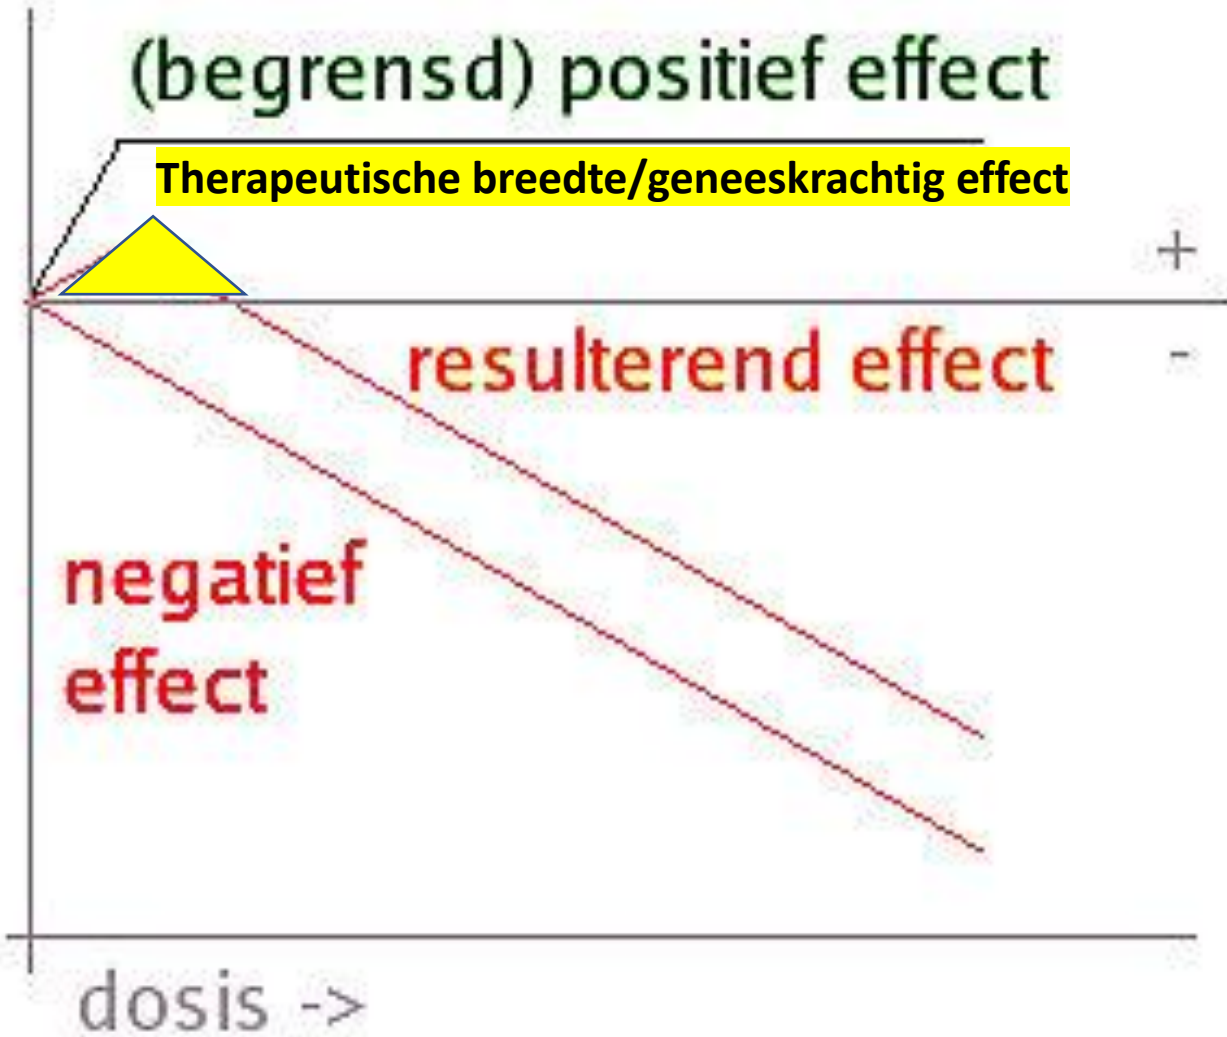 (begrensd) positief effect
Therapeutische breedte/geneeskrachtig effect
+
resulterend effect
-
negatief
effect
dosis ->